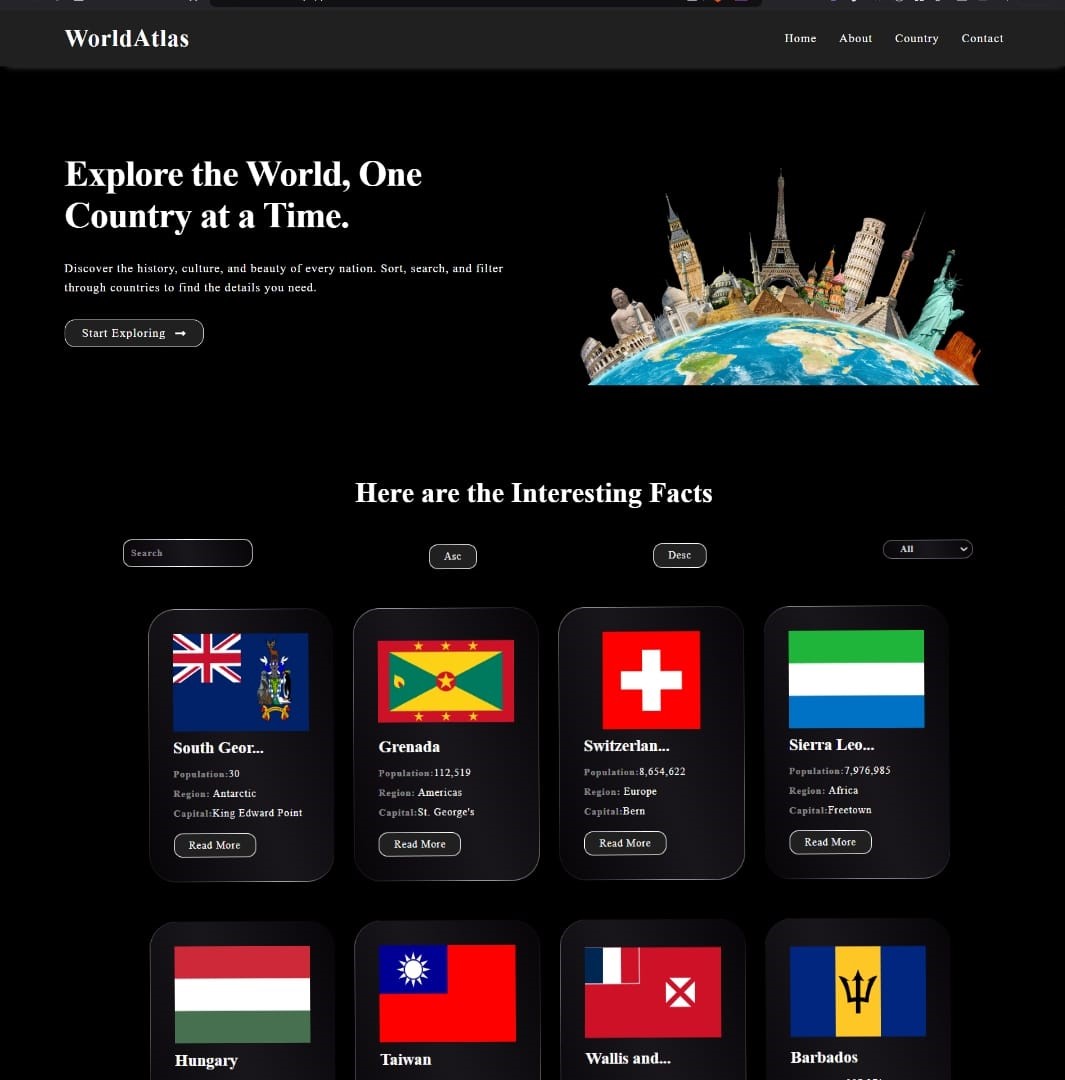 WorldAtlas
Home About Country Contact
Explore the World, One
Country at a Time.
Discover the history, culture, and beauty of every nation. Sort, search, and filter
through countries to find the details you need.
Start Exploring
Here are the Interesting Facts
Search
Asc
Desc
All
South Geor...
Population:30
Region: Antarctic
Capital:King Edward Point
Read More
Grenada
Population:112,519
Region: Americas
Capital:St. George's
Read More
Switzerlan...
Population:8,654,622
Region: Europe
Capital:Bern
Read More
Sierra Leo...
Population:7,976,985
Region: Africa
Capital:Freetown
Read More
Hungary
Taiwan
Wallis and...
Barbados